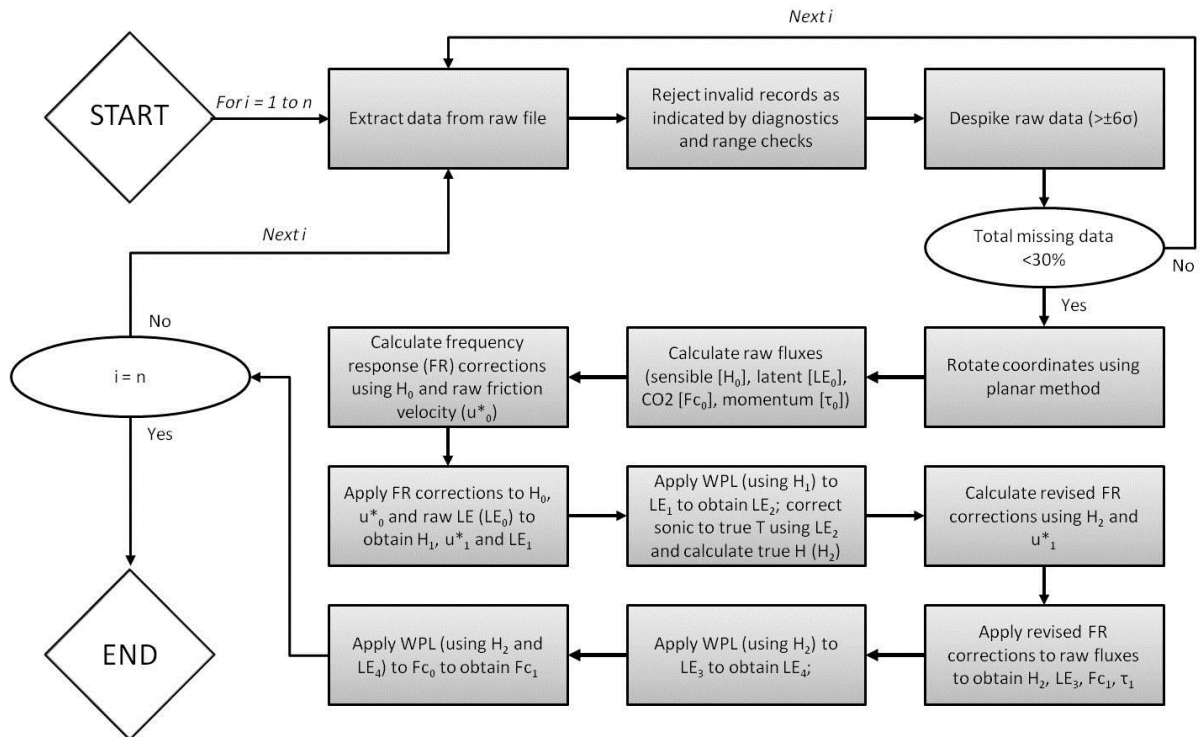 Next i
START
For i = 1 to n
Extract data from raw file
Reject invalid records as
indicated by diagnostics
and range checks
Despike raw data (>±6σ)
Next i
Total missing data
<30%
No
Yes
No
i = n
Yes
Calculate frequency
response (FR) corrections
using H₀ and raw friction
velocity (u*₀)
Calculate raw fluxes
(sensible [H₀], latent [LE₀],
CO2 [Fc₀], momentum [τ₀])
Rotate coordinates using
planar method
Apply FR corrections to H₀,
u*₀ and raw LE (LE₀) to
obtain H₁, u*₁ and LE₁
Apply WPL (using H₁) to
LE₁ to obtain LE₂; correct
sonic to true T using LE₂
and calculate true H (H₂)
Calculate revised FR
corrections using H₂ and
u*₁
END
Apply WPL (using H₂ and
LE₄) to Fc₀ to obtain Fc₁
Apply WPL (using H₂) to
LE₃ to obtain LE₄;
Apply revised FR
corrections to raw fluxes
to obtain H₂, LE₃, Fc₁, τ₁